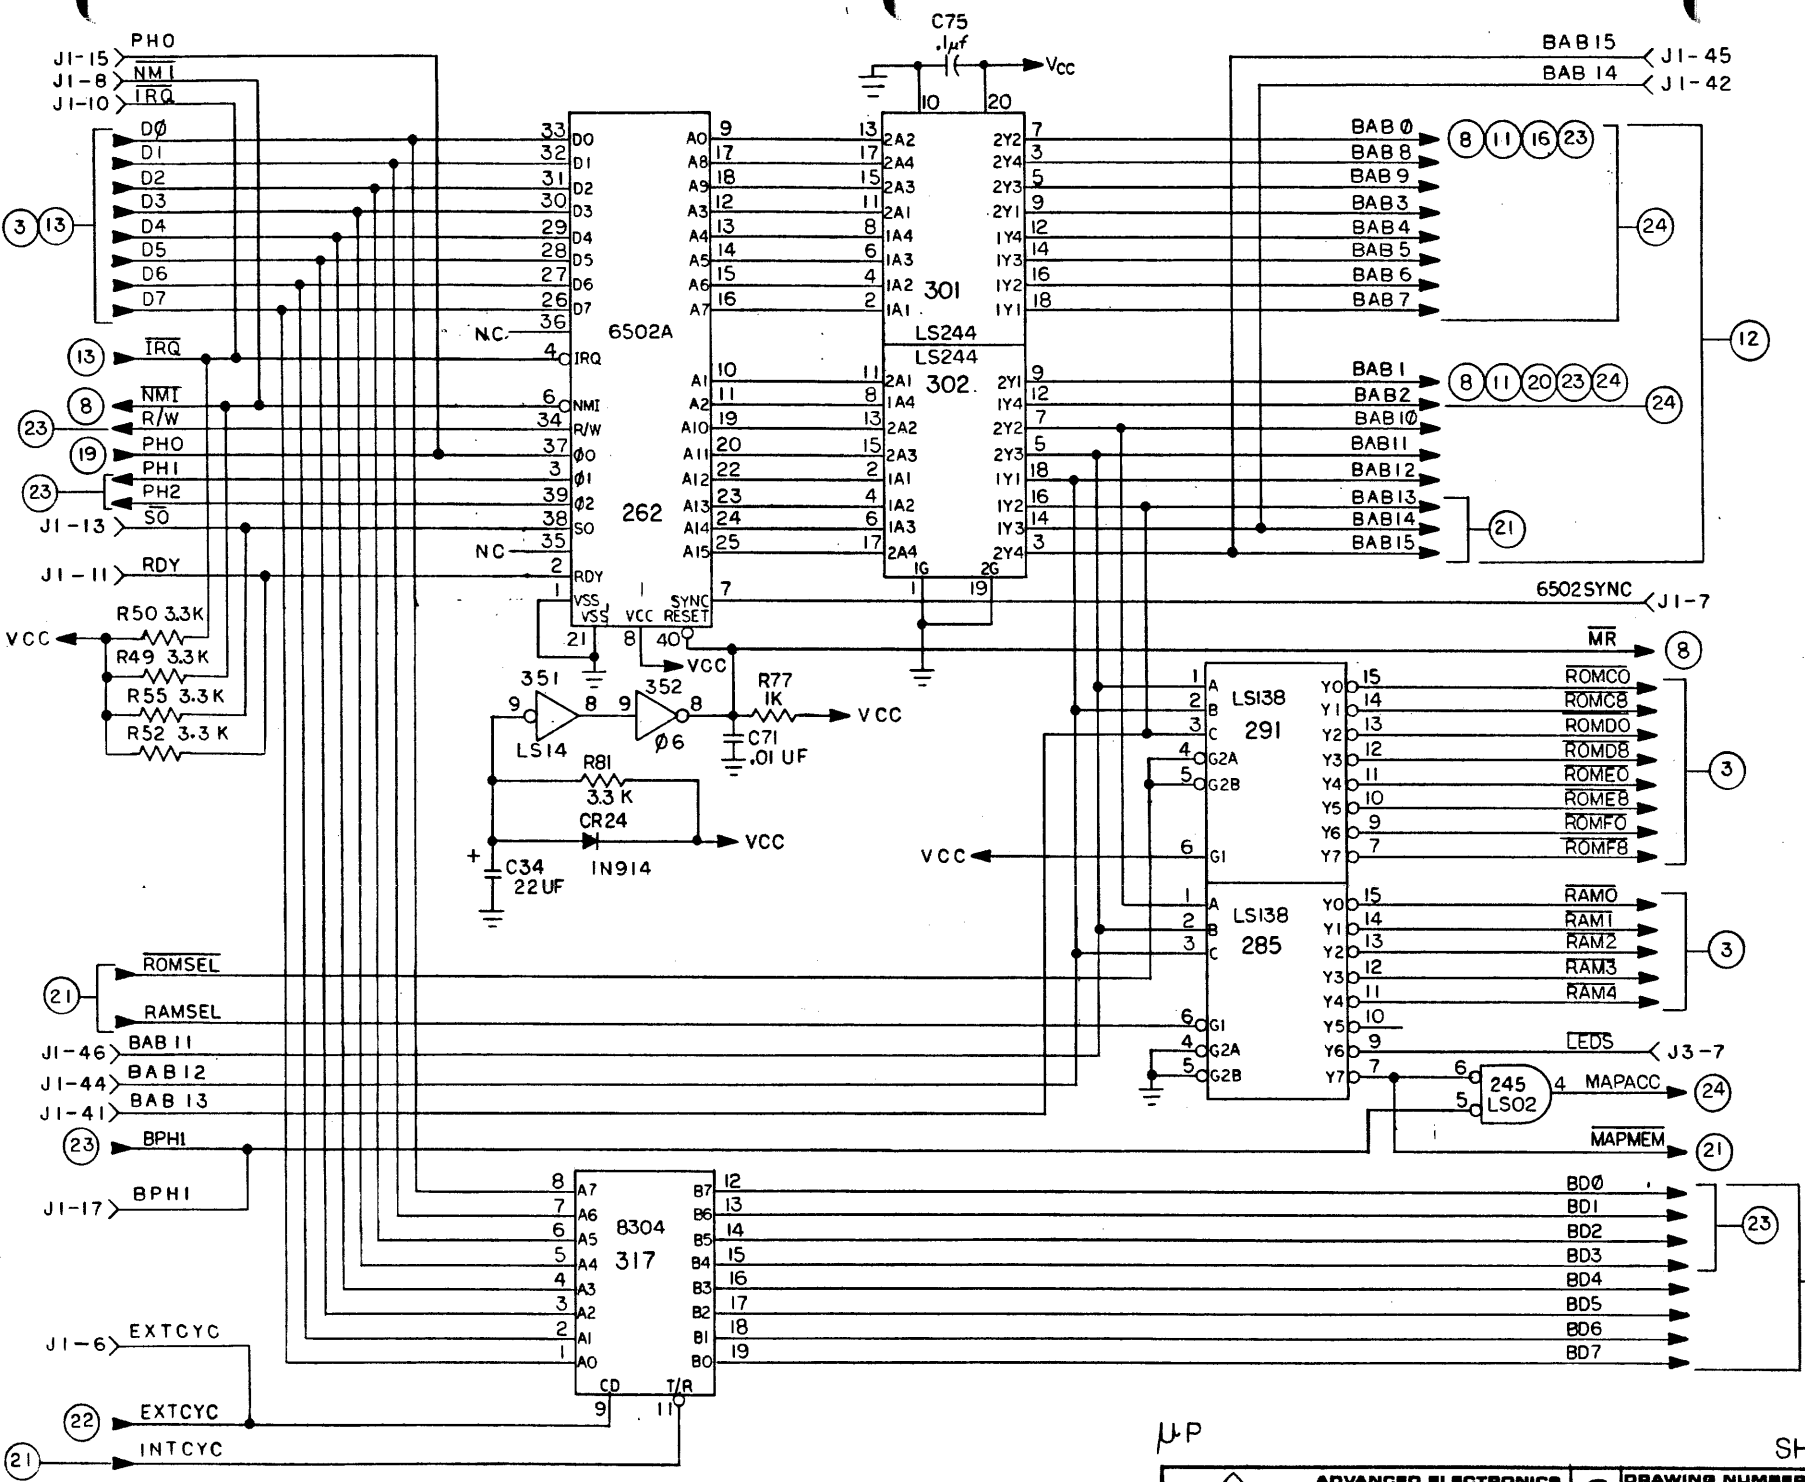 C75
.1µf
VCC
10 20
PHO
J1-15
NMI
J1-8
IRQ
J1-10
BAB15
J1-45
BAB 14
J1-42
DØ 33 D0 A0 9 13 2A2 2Y2 7 BAB Ø 8 11 16 23
D1 32 D1 A8 17 17 2A4 2Y4 3 BAB 8
D2 31 D2 A9 18 15 2A3 2Y3 5 BAB 9
D3 30 D3 A3 12 11 2A1 2Y1 9 BAB3
3 13 D4 29 D4 A4 13 8 1A4 1Y4 12 BAB4 24
D5 28 D5 A5 14 6 1A3 1Y3 14 BAB 5
D6 27 D6 A6 15 4 1A2 1Y2 16 BAB 6
D7 26 D7 A7 16 2 1A1 1Y1 18 BAB7
301
LS244
N.C. 36
6502A
LS244
302
12
13 IRQ 4 IRQ
A1 10 11 2A1 2Y1 9 BAB 1 8 11 20 23 24
8 NMI 6 NMI A2 11 8 1A4 1Y4 12 BAB2 24
23 R/W 34 R/W A10 19 13 2A2 2Y2 7 BAB 1Ø
19 PHO 37 ϕ0 A11 20 15 2A3 2Y3 5 BAB11
PH1 3 ϕ1 A12 22 2 1A1 1Y1 18 BAB12
23 PH2 39 ϕ2 A13 23 4 1A2 1Y2 16 BAB13
262
J1-13 SO 38 SO A14 24 6 1A3 1Y3 14 BAB14 21
NC 35 A15 25 17 2A4 2Y4 3 BAB15
1G 2G
1 19
J1-11 RDY 2 RDY
1 VSS SYNC 7 6502SYNC J1-7
VSS VCC RESET
21 8 40 MR 8
VCC
R50 3.3K
VCC
R49 3.3K
R55 3.3K
R52 3.3 K
351 352 R77
1K
9 8 9 8 VCC
LS14 Ø6 C71
.01 UF
R81
3.3 K
CR24
VCC
1N914
+
C34
22UF
1 A LS138 Y0 15 ROMC0
2 B 291 Y1 14 ROMC8
3 C Y2 13 ROMD0
4 G2A Y3 12 ROMD8 3
5 G2B Y4 11 ROME0
Y5 10 ROME8
Y6 9 ROMF0
VCC 6 G1 Y7 7 ROMF8
1 A LS138 Y0 15 RAM0
2 B 285 Y1 14 RAM1
3 C Y2 13 RAM2 3
Y3 12 RAM3
Y4 11 RAM4
6 G1 Y5 10
4 G2A Y6 9 LEDS J3-7
5 G2B Y7 7
6 5 245
LS02 4 MAPACC 24
MAPMEM 21
ROMSEL
21
RAMSEL
J1-46 BAB 11
J1-44 BAB 12
J1-41 BAB 13
23 BPH1
J1-17 BPH1
8 A7 B7 12 BDØ
7 A6 B6 13 BD1
6 A5 8304 B5 14 BD2 23
5 A4 317 B4 15 BD3
4 A3 B3 16 BD4
3 A2 B2 17 BD5
2 A1 B1 18 BD6
1 A0 B0 19 BD7
CD T/R
9 11
J1-6 EXTCYC
22 EXTCYC
21 INTCYC
µP
SH
ADVANCED ELECTRONICS
DRAWING NUMBER